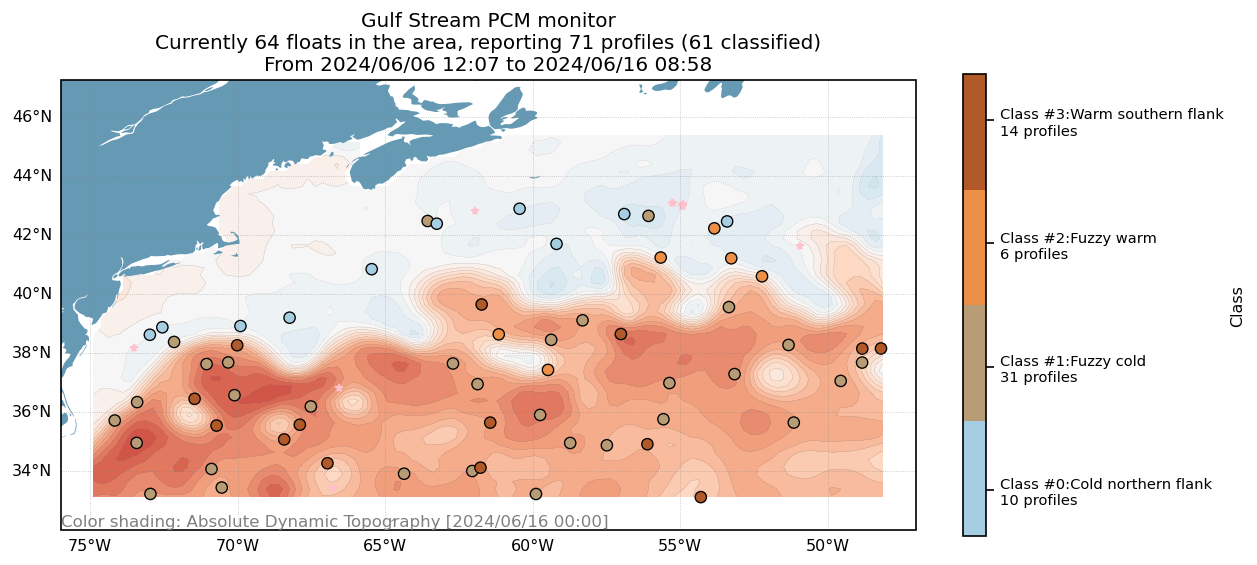 Gulf Stream PCM monitor
Currently 64 floats in the area, reporting 71 profiles (61 classified)
From 2024/06/06 12:07 to 2024/06/16 08:58
46°N
44°N
42°N
40°N
38°N
36°N
34°N
Color shading: Absolute Dynamic Topography [2024/06/16 00:00]
75°W
70°W
65°W
60°W
55°W
50°W
Class #3:Warm southern flank
14 profiles
Class #2:Fuzzy warm
6 profiles
Class #1:Fuzzy cold
31 profiles
Class #0:Cold northern flank
10 profiles
Class